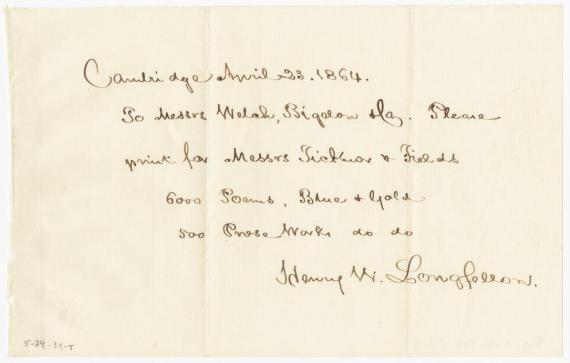 Cambridge April 23. 1864.
To Messrs Welch, Bigelow & Co. Please
print for Messrs Ticknor & Fields
6000 Poems, Blue & Gold
500 Prose Works do do
Henry W. Longfellow.
5-24-39-T